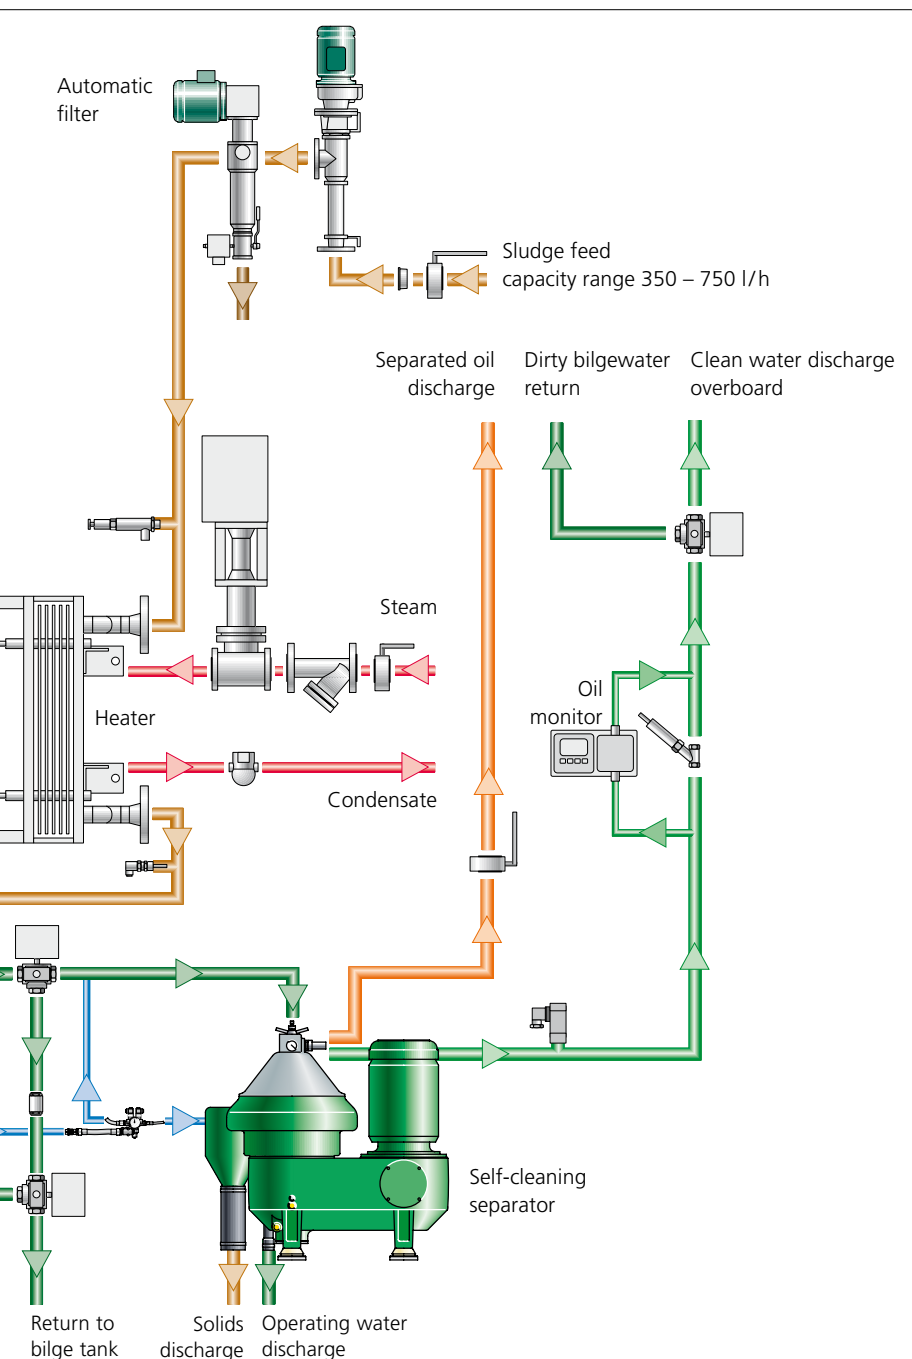 Automatic
filter
Sludge feed
capacity range 350 – 750 l/h
Separated oil
discharge
Dirty bilgewater
return
Clean water discharge
overboard
Steam
Oil
monitor
Heater
Condensate
Self-cleaning
separator
Return to
bilge tank
Solids
discharge
Operating water
discharge